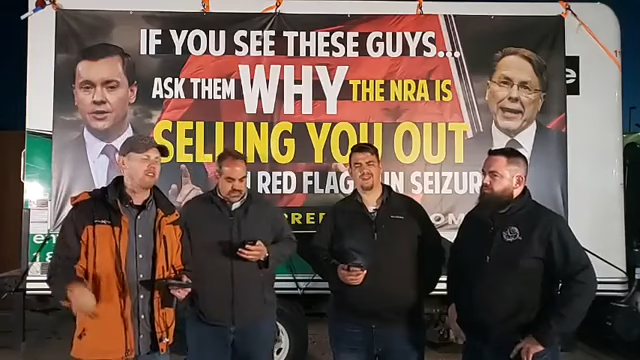 IF YOU SEE THESE GUYS...
ASK THEM WHY THE NRA IS
SELLING YOU OUT
RED FLAG